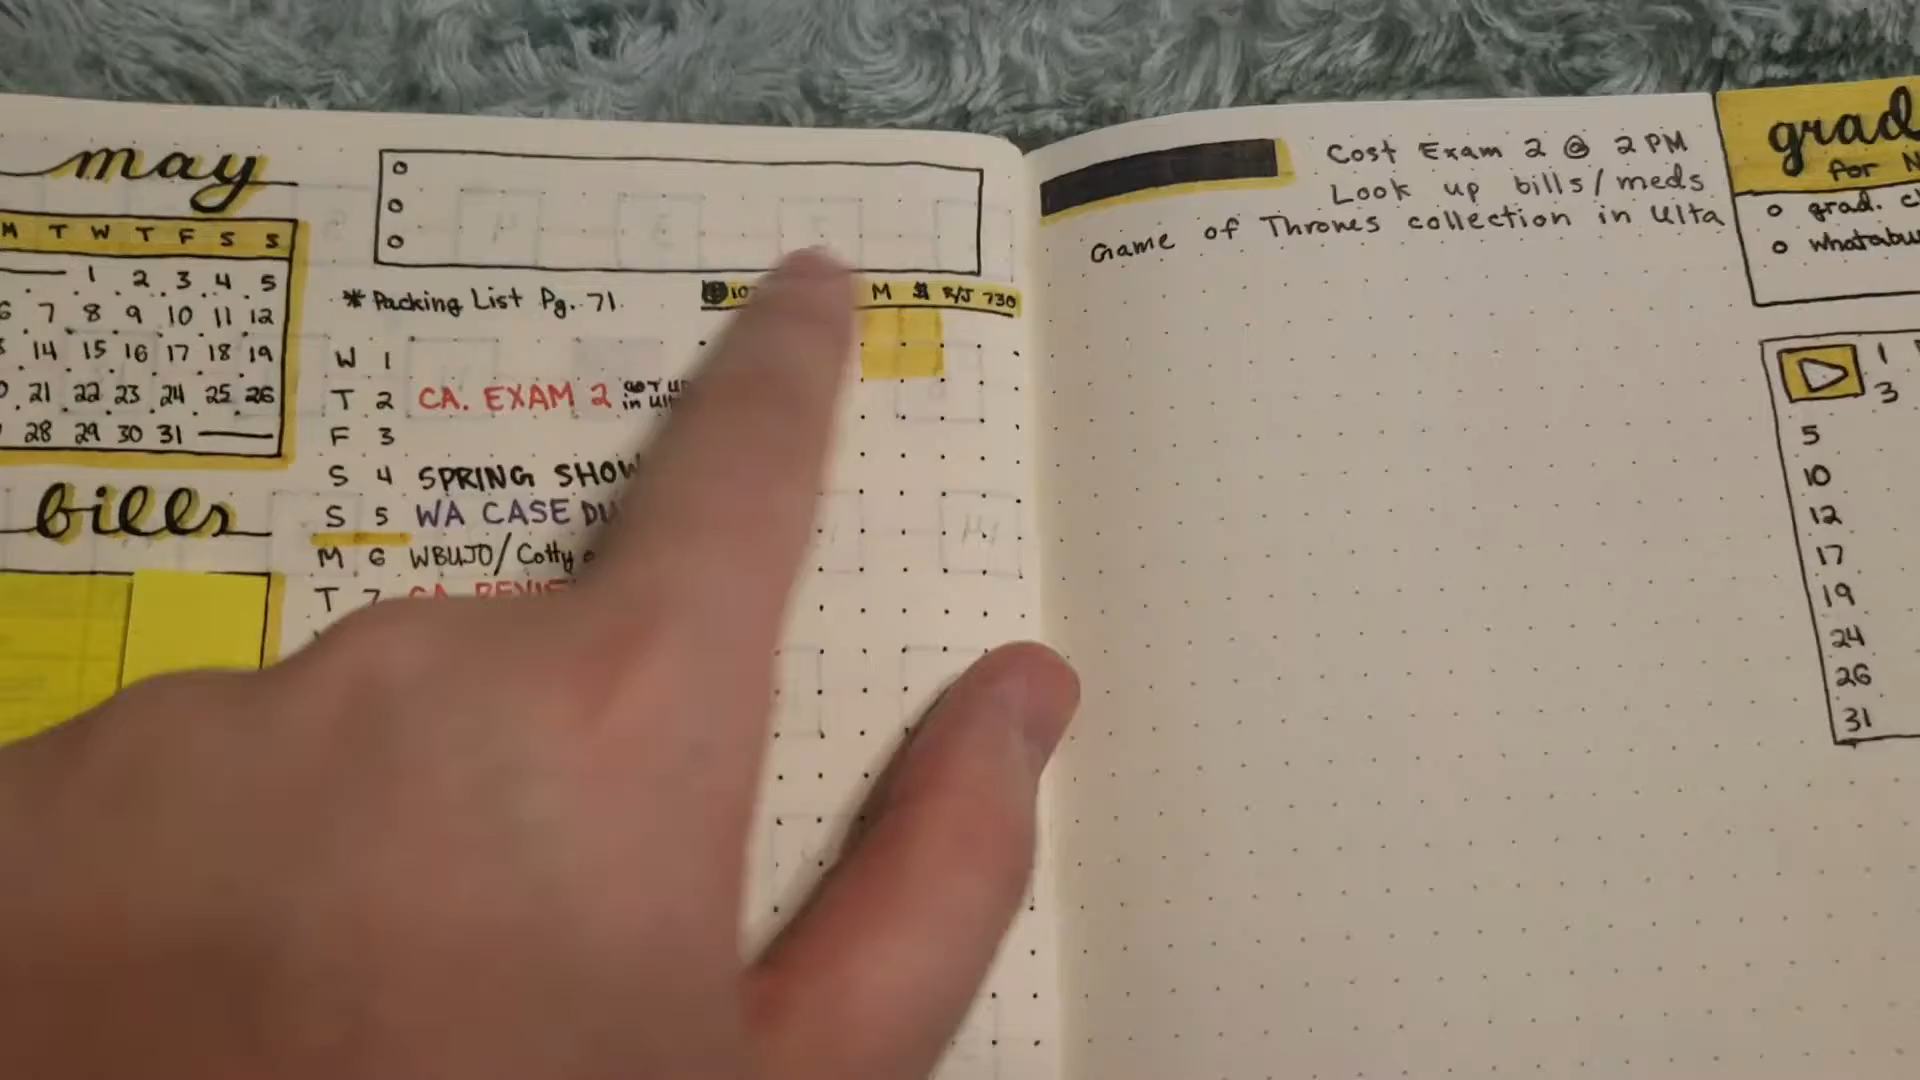 may
M T W T F S S
1 2 3 4 5
6 7 8 9 10 11 12
14 15 16 17 18 19
21 22 23 24 25 26
28 29 30 31
bills
* Packing List Pg. 71
M $ R/J 730
W 1
T 2 CA. EXAM 2 GOT UP
in
F 3
S 4 SPRING SHOW
S 5 WA CASE
M 6 WBUJO/
T 7 CA.
Cost Exam 2 @ 2 PM
Look up bills/meds
Game of Thrones collection in Ulta
grad
for
o grad.
o
1
3
5
10
12
17
19
24
26
31